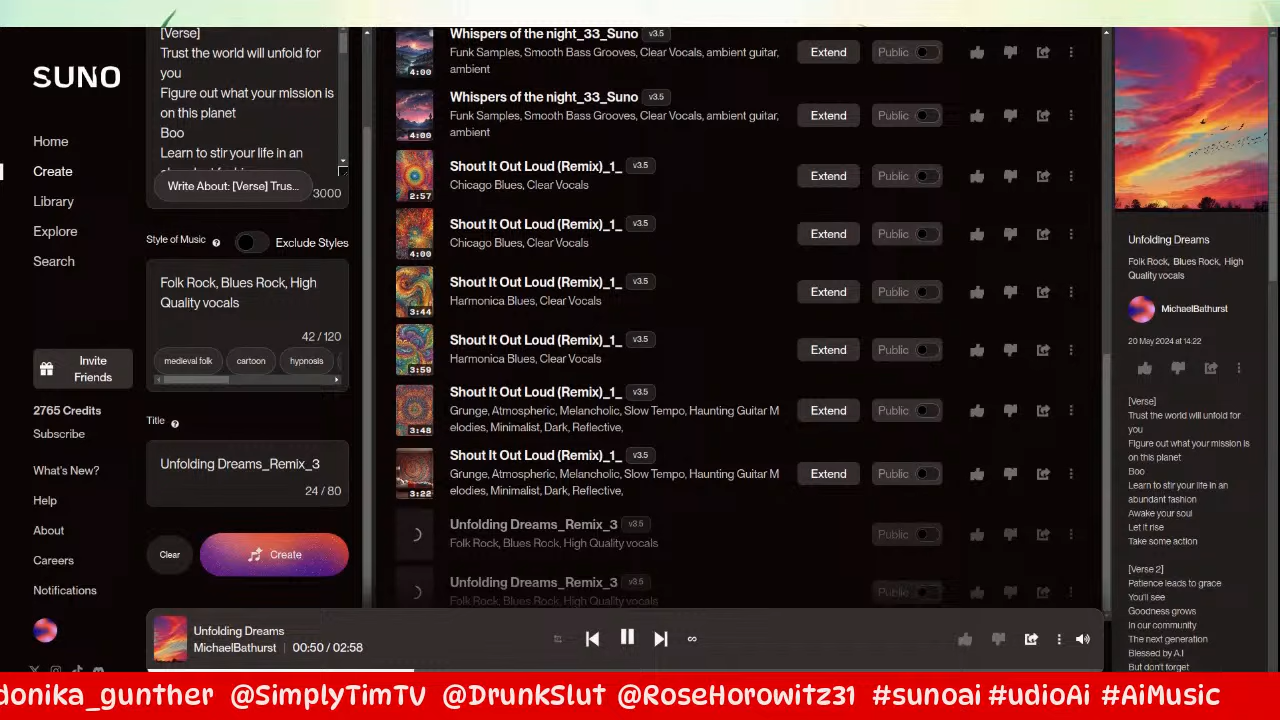 SUNO
Home
Create
Library
Explore
Search
Invite
Friends
2765 Credits
Subscribe
What's New?
Help
About
Careers
Notifications
[Verse]
Trust the world will unfold for
you
Figure out what your mission is
on this planet
Boo
Learn to stir your life in an
Write About: [Verse] Trus...
3000
Style of Music
Exclude Styles
Folk Rock, Blues Rock, High
Quality vocals
42 / 120
medieval folk
cartoon
hypnosis
Title
Unfolding Dreams_Remix_3
24 / 80
Clear
Create
Whispers of the night_33_Suno v3.5
Funk Samples, Smooth Bass Grooves, Clear Vocals, ambient guitar,
ambient
4:00
Extend
Public
Whispers of the night_33_Suno v3.5
Funk Samples, Smooth Bass Grooves, Clear Vocals, ambient guitar,
ambient
4:00
Extend
Public
Shout It Out Loud (Remix)_1_ v3.5
Chicago Blues, Clear Vocals
2:57
Extend
Public
Shout It Out Loud (Remix)_1_ v3.5
Chicago Blues, Clear Vocals
4:00
Extend
Public
Shout It Out Loud (Remix)_1_ v3.5
Harmonica Blues, Clear Vocals
3:44
Extend
Public
Shout It Out Loud (Remix)_1_ v3.5
Harmonica Blues, Clear Vocals
3:59
Extend
Public
Shout It Out Loud (Remix)_1_ v3.5
Grunge, Atmospheric, Melancholic, Slow Tempo, Haunting Guitar M
elodies, Minimalist, Dark, Reflective,
3:48
Extend
Public
Shout It Out Loud (Remix)_1_ v3.5
Grunge, Atmospheric, Melancholic, Slow Tempo, Haunting Guitar M
elodies, Minimalist, Dark, Reflective,
3:22
Extend
Public
Unfolding Dreams_Remix_3 v3.5
Folk Rock, Blues Rock, High Quality vocals
Public
Unfolding Dreams_Remix_3 v3.5
Folk Rock, Blues Rock, High Quality vocals
Public
Unfolding Dreams
Folk Rock, Blues Rock, High
Quality vocals
MichaelBathurst
20 May 2024 at 14:22
[Verse]
Trust the world will unfold for
you
Figure out what your mission is
on this planet
Boo
Learn to stir your life in an
abundant fashion
Awake your soul
Let it rise
Take some action
[Verse 2]
Patience leads to grace
You'll see
Goodness grows
In our community
The next generation
Blessed by A.I
But don't forget
Unfolding Dreams
MichaelBathurst
00:50 / 02:58
donika_gunther @SimplyTimTV @DrunkSlut @RoseHorowitz31 #sunoai #udioAi #AiMusic